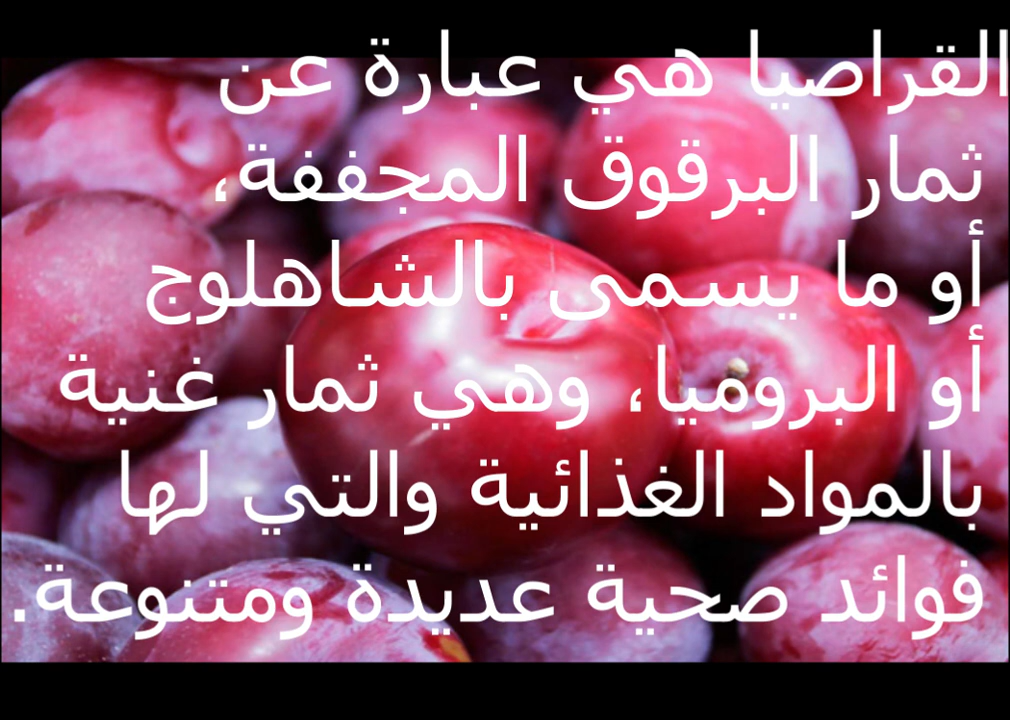 القراصيا هي عبارة عن
ثمار البرقوق المجففة،
أو ما يسمى بالشاهلوج
أو البروميا، وهي ثمار غنية
بالمواد الغذائية والتي لها
فوائد صحية عديدة ومتنوعة.